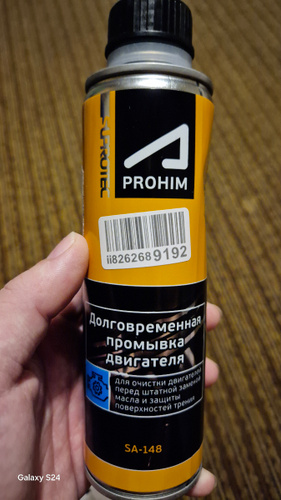 SUPROTEC
A
PROHIM
ii8262689192
Долговременная
промывка
двигателя
для очистки двигателя
перед штатной заменой
масла и защиты
поверхностей трения
SA-148
Galaxy S24